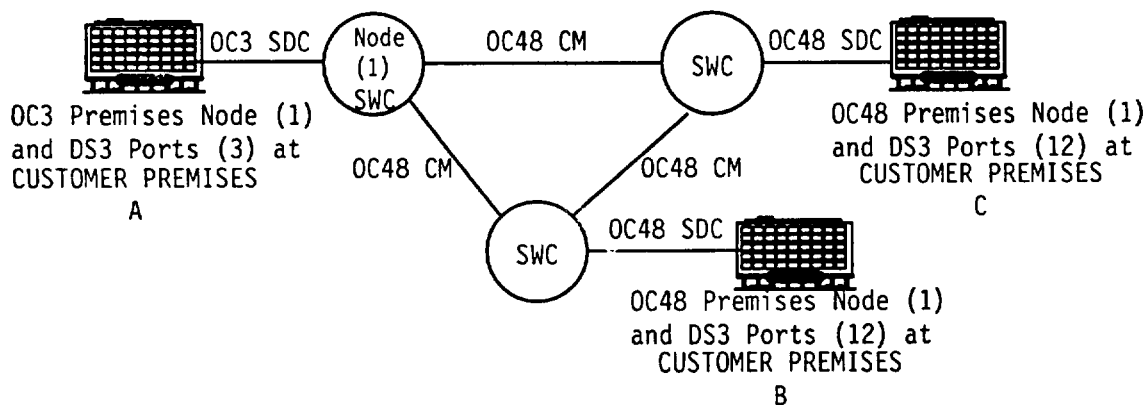 OC3 SDC
Node
(1)
SWC
OC48 CM
SWC
OC48 SDC
OC3 Premises Node (1)
and DS3 Ports (3) at
CUSTOMER PREMISES
A
OC48 CM
OC48 CM
OC48 Premises Node (1)
and DS3 Ports (12) at
CUSTOMER PREMISES
C
SWC
OC48 SDC
OC48 Premises Node (1)
and DS3 Ports (12) at
CUSTOMER PREMISES
B